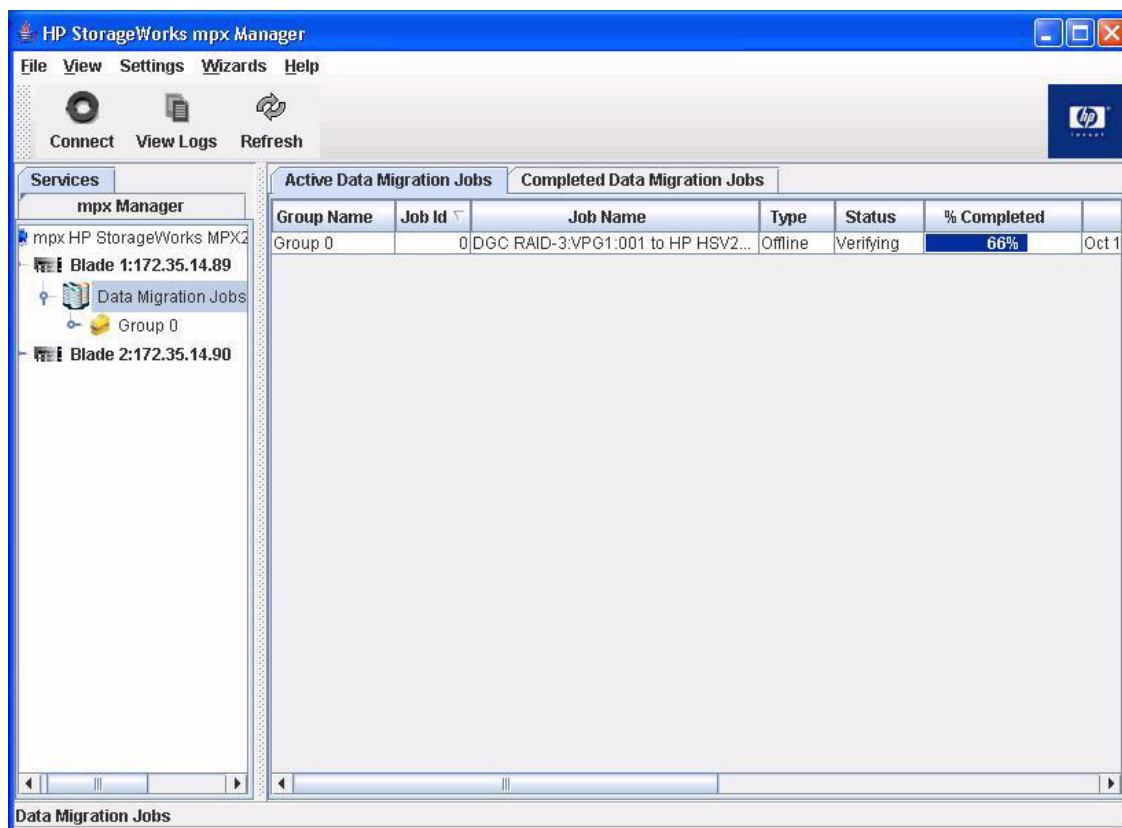 HP StorageWorks mpx Manager
File View Settings Wizards Help
Connect View Logs Refresh
hp
invent
Services
mpx Manager
mpx HP StorageWorks MPX2
Blade 1:172.35.14.89
Data Migration Jobs
Group 0
Blade 2:172.35.14.90
Active Data Migration Jobs Completed Data Migration Jobs
Group Name Job Id Job Name Type Status % Completed
Group 0 0 DGC RAID-3:VPG1:001 to HP HSV2... Offline Verifying 66% Oct 1
Data Migration Jobs